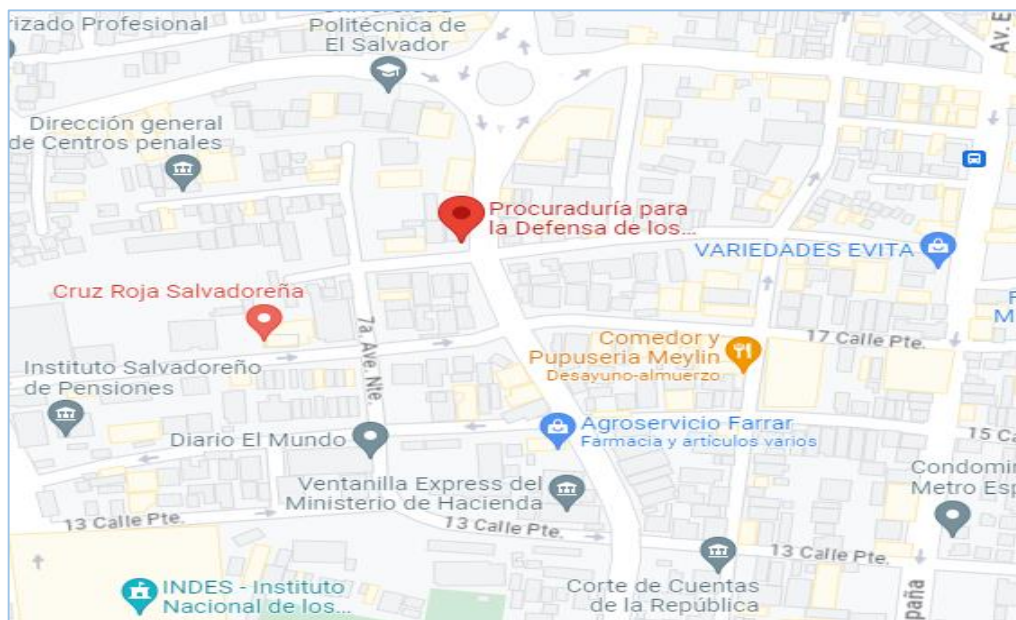 rizado Profesional
Politécnica de
El Salvador
Av. E
Dirección general
de Centros penales
Procuraduría para
la Defensa de los...
VARIEDADES EVITA
Cruz Roja Salvadoreña
F
M
7a. Ave. Nte.
17 Calle Pte.
Comedor y
Pupuseria Meylin
Desayuno-almuerzo
Instituto Salvadoreño
de Pensiones
Agroservicio Farrar
Farmacia y artículos varios
15 Ca
Diario El Mundo
Condomin
Metro Esp
Ventanilla Express del
Ministerio de Hacienda
13 Calle Pte.
13 Calle Pte.
13 Calle Pte.
INDES - Instituto
Nacional de los...
Corte de Cuentas
de la República
paña